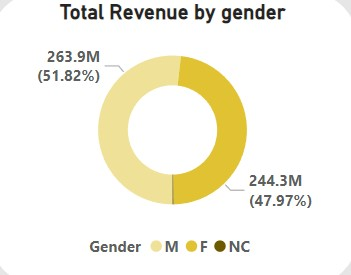 Total Revenue by gender
263.9M
(51.82%)
244.3M
(47.97%)
Gender M F NC